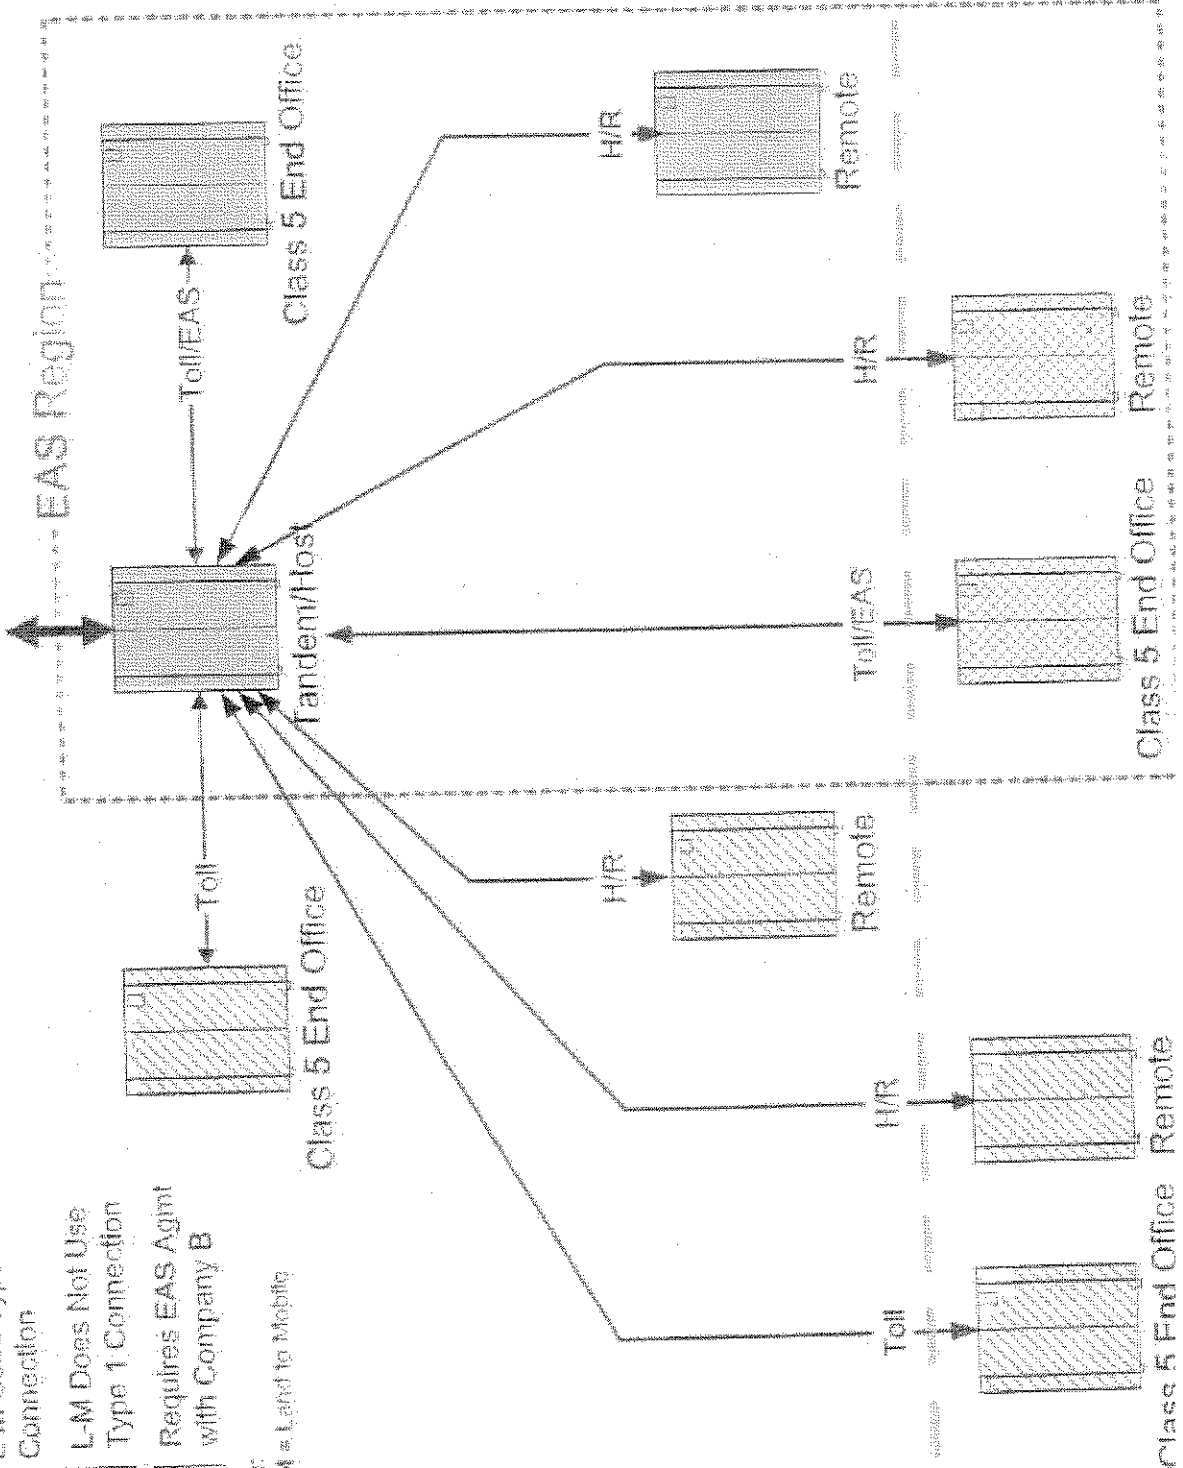 Connection
L-M Does Not Use
Type 1 Connection
Requires EAS Agmt
with Company B
= Land to Mobile
EAS Region
Class 5 End Office
Toll
Tandem/Host
Toll/EAS
Class 5 End Office
H/R
Remote
H/R
Remote
Toll
Class 5 End Office
H/R
Remote
Toll/EAS
Class 5 End Office
H/R
Remote